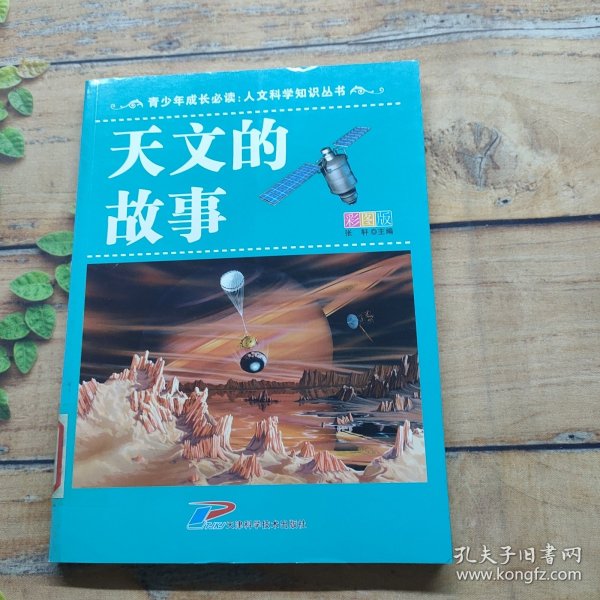 青少年成长必读：人文科学知识丛书
天文的
故事
彩图版
张 轩◎主编
天津科学技术出版社
孔夫子旧书网
www.kongfz.com